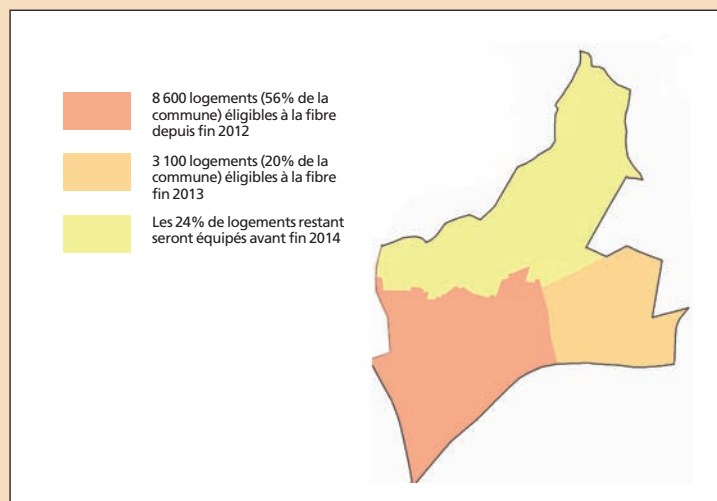 8 600 logements (56% de la
commune) éligibles à la fibre
depuis fin 2012
3 100 logements (20% de la
commune) éligibles à la fibre
fin 2013
Les 24% de logements restant
seront équipés avant fin 2014